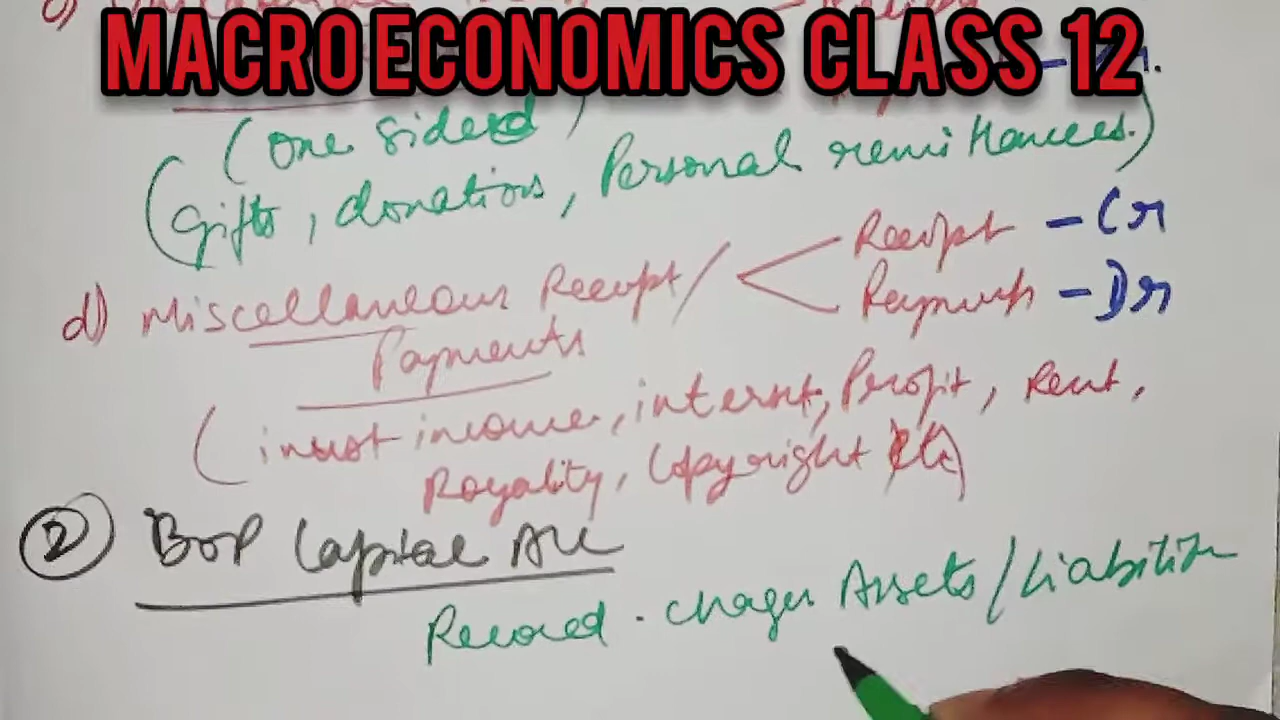 MACRO ECONOMICS CLASS 12
(One sided)
(Gifts, donations, Personal remittances.)
d) Miscellaneous Receipt/
Payments
Receipt - Cr
Payments - Dr
(invest income, interest, Profit, Rent,
Royality, Copyright etc)
2 BOP Capital A/c
Record . changes Assets/Liabilities